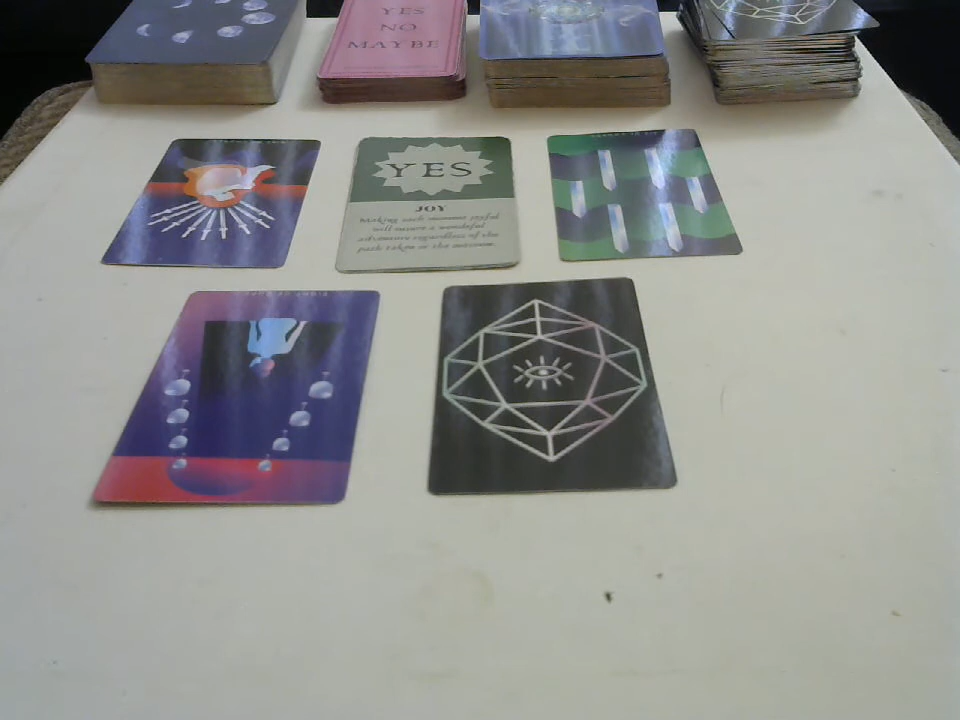 YES
NO
MAYBE
YES
JOY
Making each moment joyful
will ensure a wonderful
adventure regardless of the
path taken or the outcome.